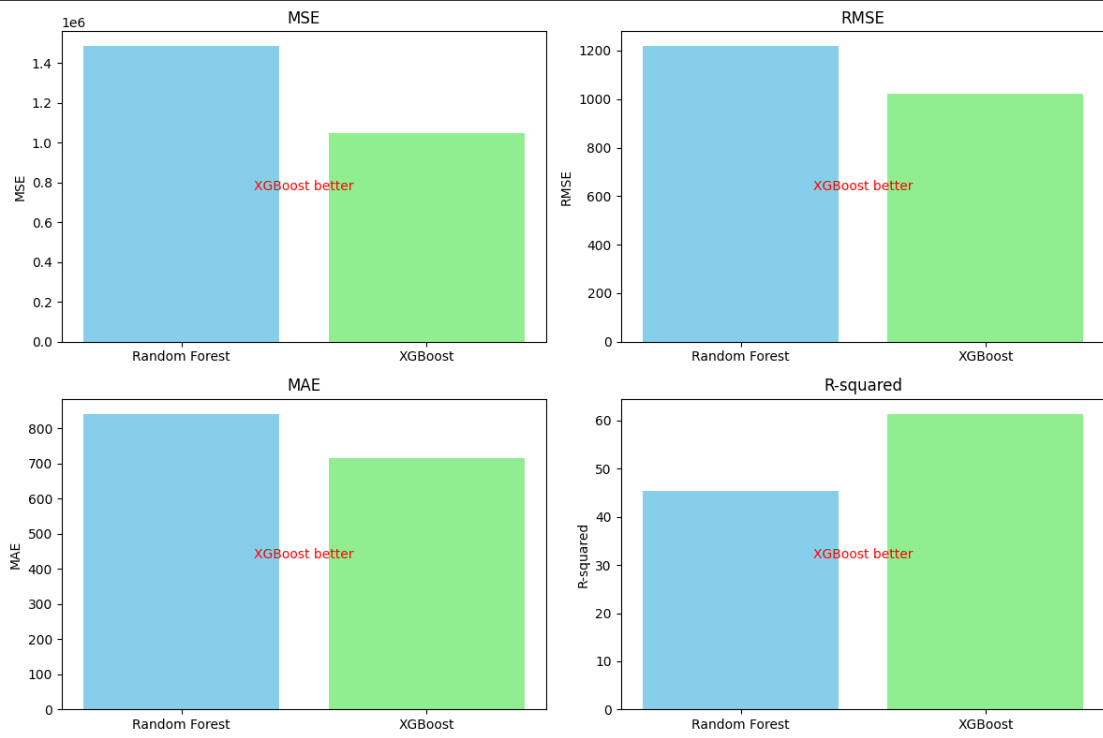 MSE
1e6
1.4
1.2
1.0
0.8
0.6
0.4
0.2
0.0
MSE
XGBoost better
Random Forest
XGBoost
RMSE
1200
1000
800
600
400
200
0
RMSE
XGBoost better
Random Forest
XGBoost
MAE
800
700
600
500
400
300
200
100
0
MAE
XGBoost better
Random Forest
XGBoost
R-squared
60
50
40
30
20
10
0
R-squared
XGBoost better
Random Forest
XGBoost